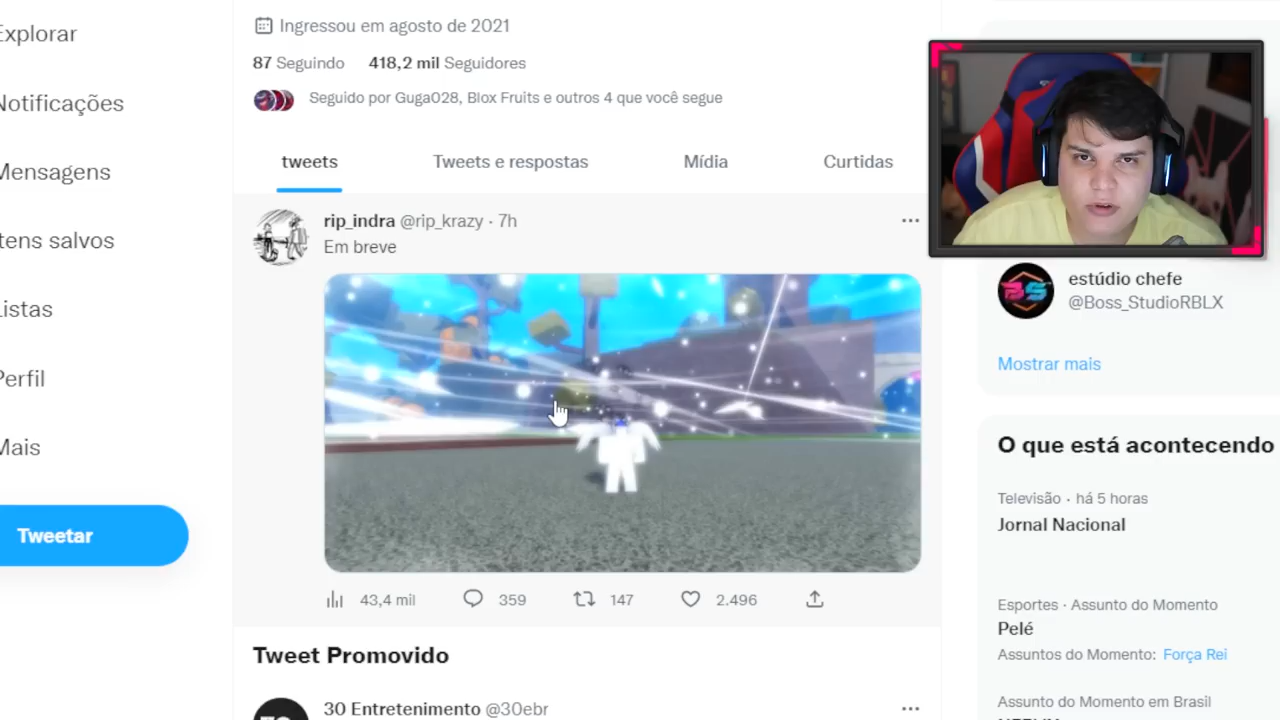 Explorar
Notificações
Mensagens
tens salvos
Listas
Perfil
Mais
Tweetar
Ingressou em agosto de 2021
87 Seguindo 418,2 mil Seguidores
Seguido por Guga028, Blox Fruits e outros 4 que você segue
tweets Tweets e respostas Mídia Curtidas
rip_indra @rip_krazy · 7h
Em breve
43,4 mil 359 147 2.496
Tweet Promovido
30 Entretenimento @30ebr
BS
estúdio chefe
@Boss_StudioRBLX
Mostrar mais
O que está acontecendo
Televisão · há 5 horas
Jornal Nacional
Esportes · Assunto do Momento
Pelé
Assuntos do Momento: Força Rei
Assunto do Momento em Brasil